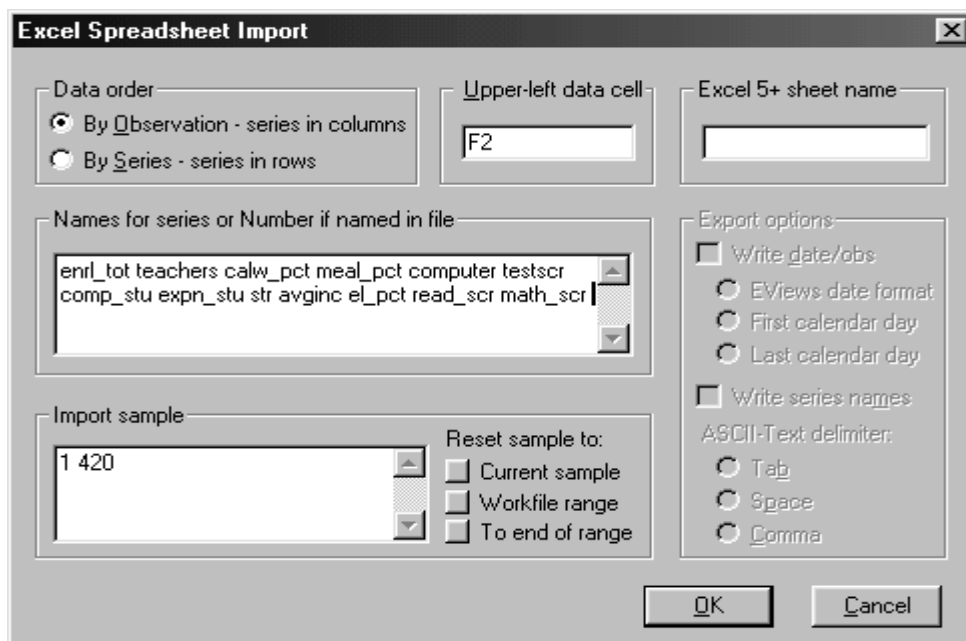 Excel Spreadsheet Import
Data order
By Observation - series in columns
By Series - series in rows
Upper-left data cell
F2
Excel 5+ sheet name
Names for series or Number if named in file
enrl_tot teachers calw_pct meal_pct computer testscr
comp_stu expn_stu str avginc el_pct read_scr math_scr
Import sample
1 420
Reset sample to:
Current sample
Workfile range
To end of range
Export options
Write date/obs
EViews date format
First calendar day
Last calendar day
Write series names
ASCII-Text delimiter:
Tab
Space
Comma
OK
Cancel